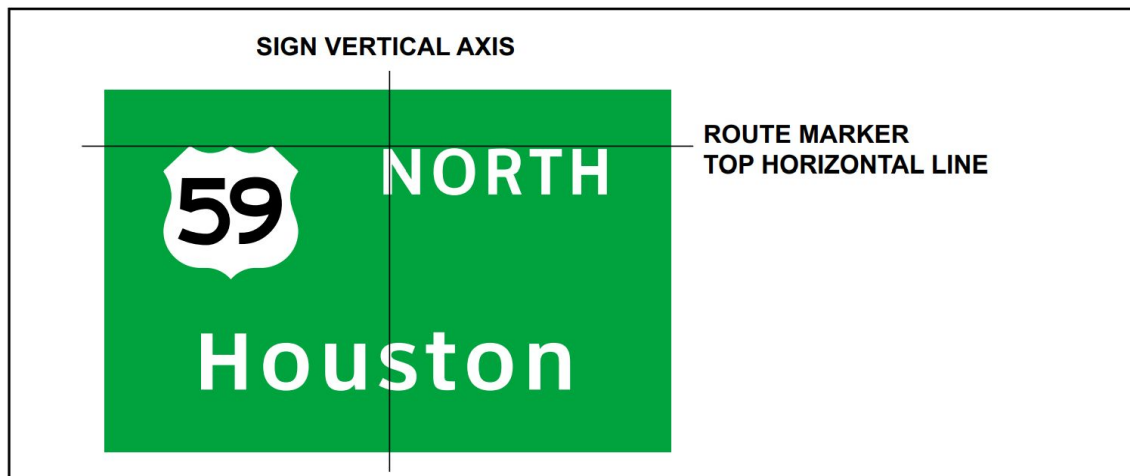 SIGN VERTICAL AXIS
ROUTE MARKER
TOP HORIZONTAL LINE
NORTH
59
Houston